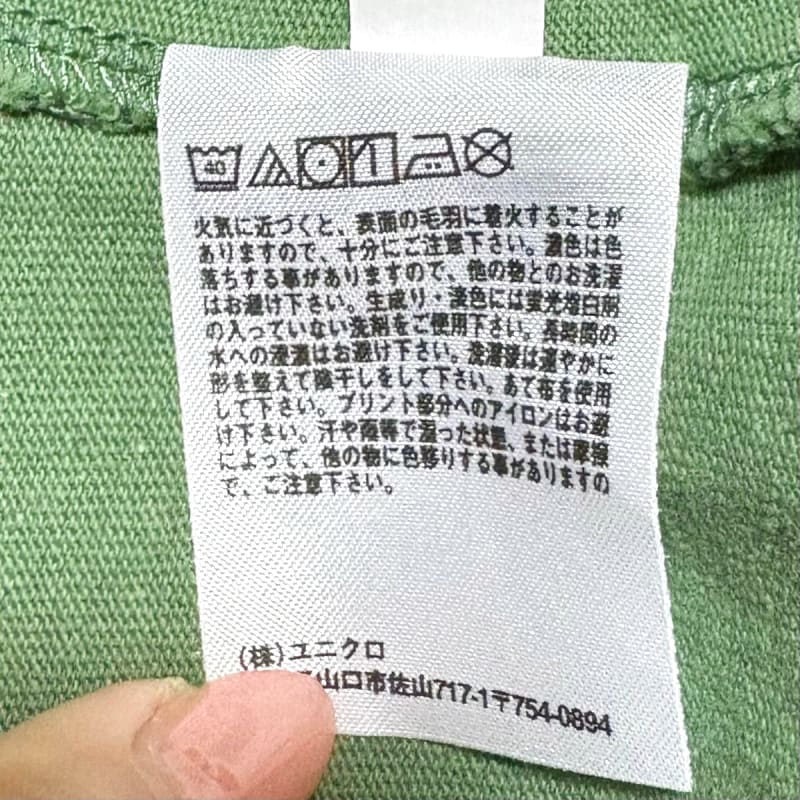 40
火気に近づくと、表面の毛羽に着火することが
ありますので、十分にご注意下さい。濃色は色
落ちする事がありますので、他の物とのお洗濯
はお避け下さい。生成り・淡色には蛍光増白剤
の入っていない洗剤をご使用下さい。長時間の
水への浸漬はお避け下さい。洗濯後は速やかに
形を整えて陰干しをして下さい。あて布を使用
して下さい。プリント部分へのアイロンはお避
け下さい。汗や雨等で湿った状態、または摩擦
によって、他の物に色移りする事がありますの
で、ご注意下さい。
(株)ユニクロ
山口市佐山717-1〒754-0894